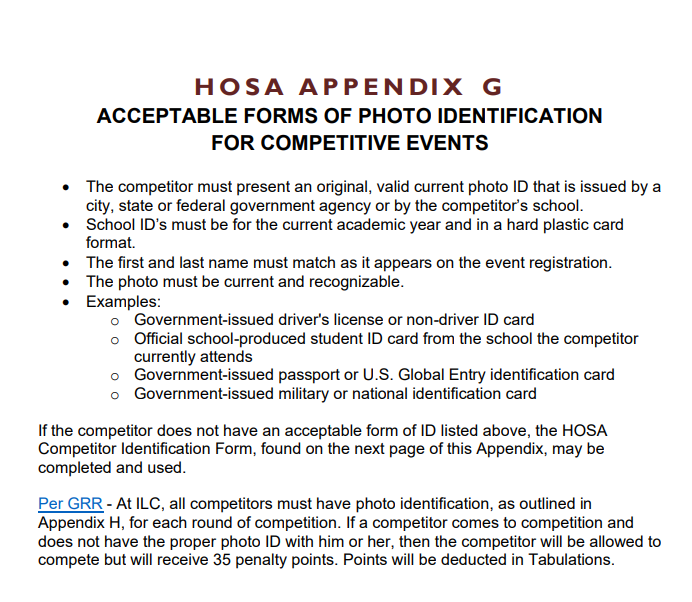 HOSA APPENDIX G
ACCEPTABLE FORMS OF PHOTO IDENTIFICATION
FOR COMPETITIVE EVENTS
• The competitor must present an original, valid current photo ID that is issued by a
city, state or federal government agency or by the competitor’s school.
• School ID’s must be for the current academic year and in a hard plastic card
format.
• The first and last name must match as it appears on the event registration.
• The photo must be current and recognizable.
• Examples:
o Government-issued driver's license or non-driver ID card
o Official school-produced student ID card from the school the competitor
currently attends
o Government-issued passport or U.S. Global Entry identification card
o Government-issued military or national identification card
If the competitor does not have an acceptable form of ID listed above, the HOSA
Competitor Identification Form, found on the next page of this Appendix, may be
completed and used.
Per GRR - At ILC, all competitors must have photo identification, as outlined in
Appendix H, for each round of competition. If a competitor comes to competition and
does not have the proper photo ID with him or her, then the competitor will be allowed to
compete but will receive 35 penalty points. Points will be deducted in Tabulations.